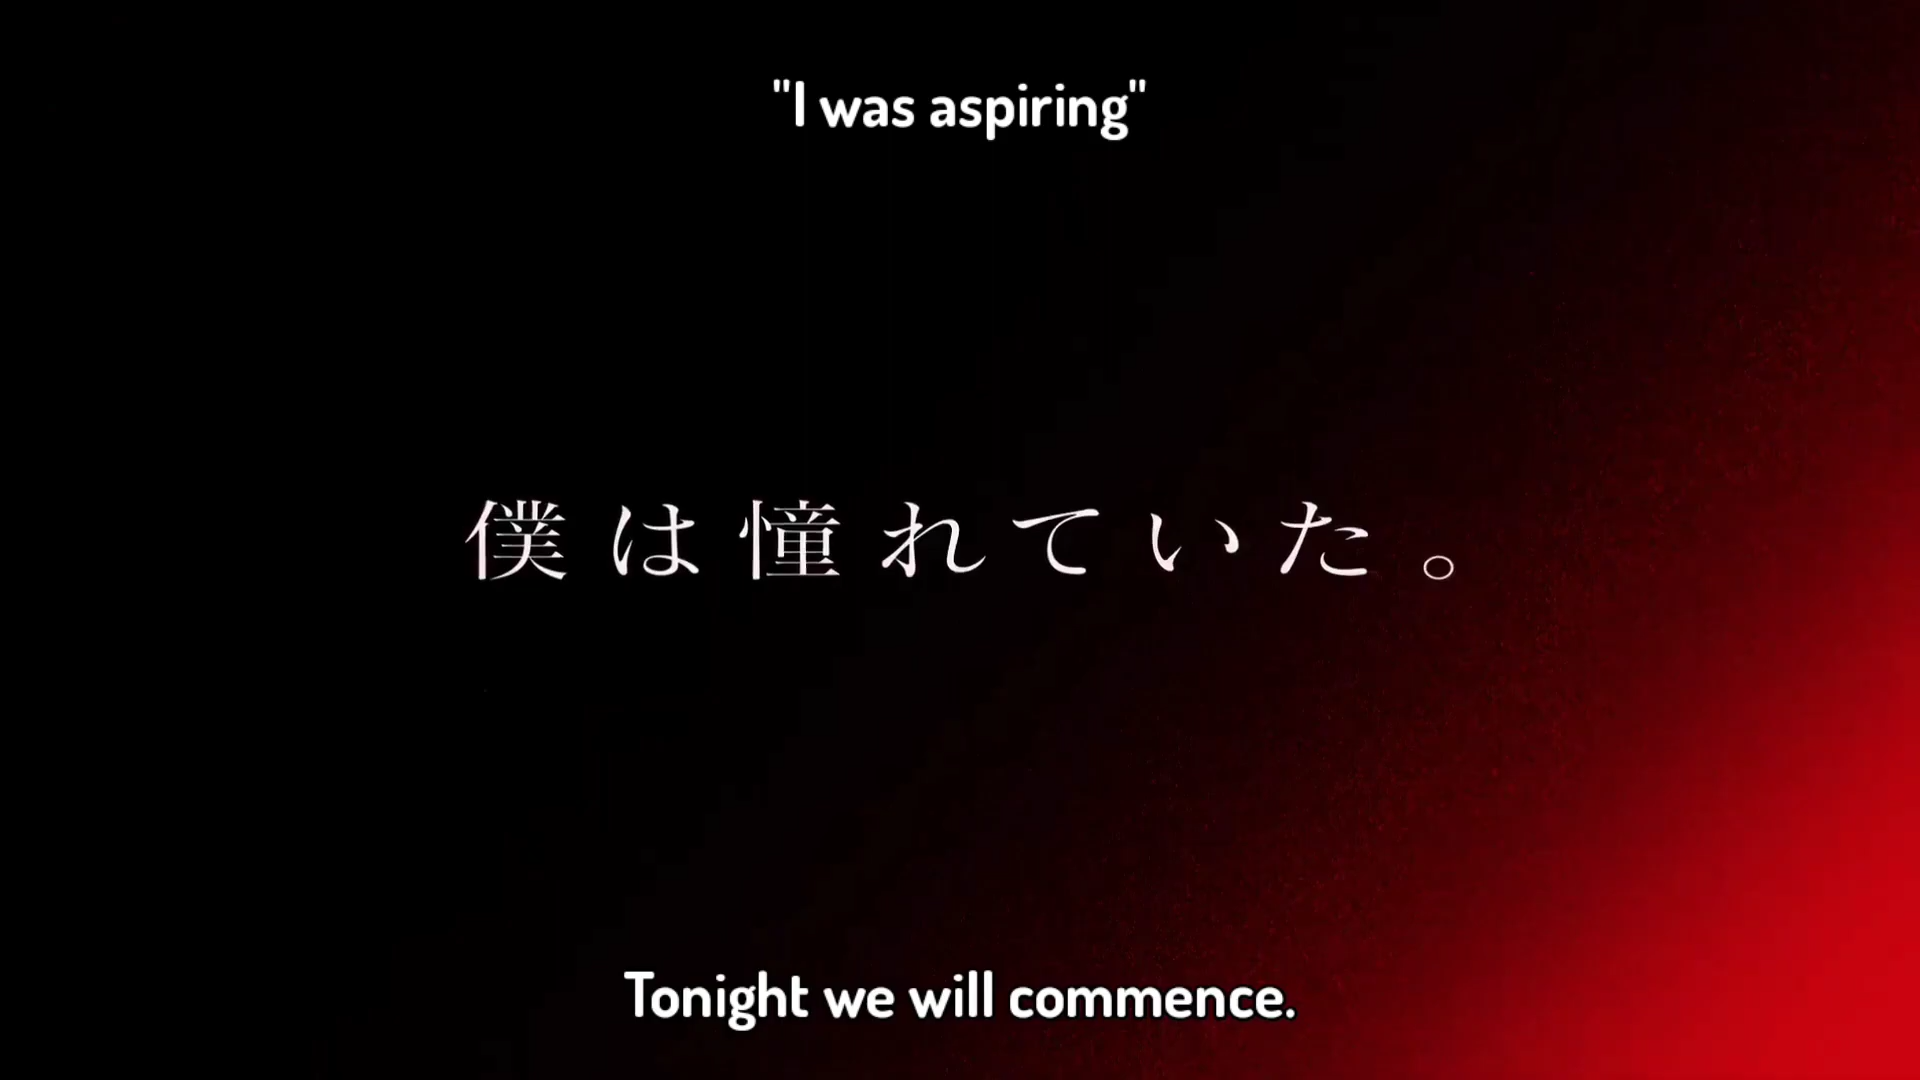 "I was aspiring"
僕は憧れていた。
Tonight we will commence.